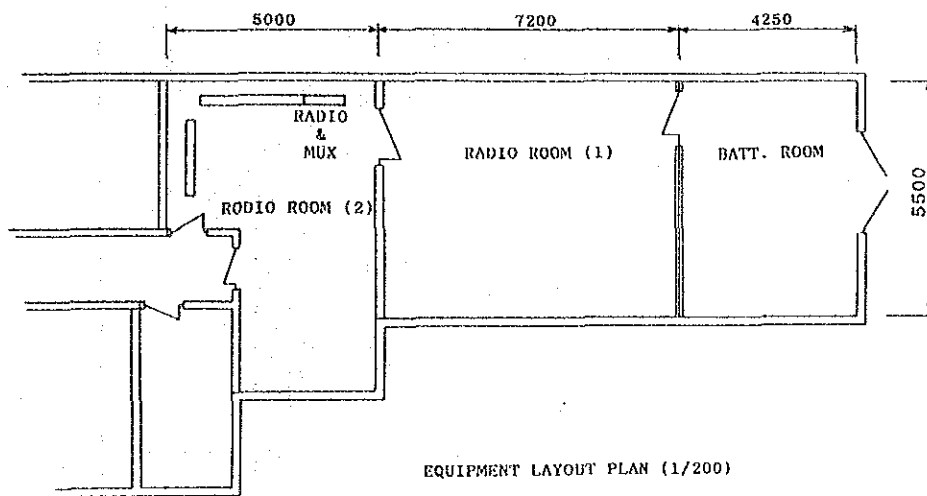 5000 7200 4250
RADIO
&
MUX
RADIO ROOM (1)
BATT. ROOM
5500
RODIO ROOM (2)
EQUIPMENT LAYOUT PLAN (1/200)